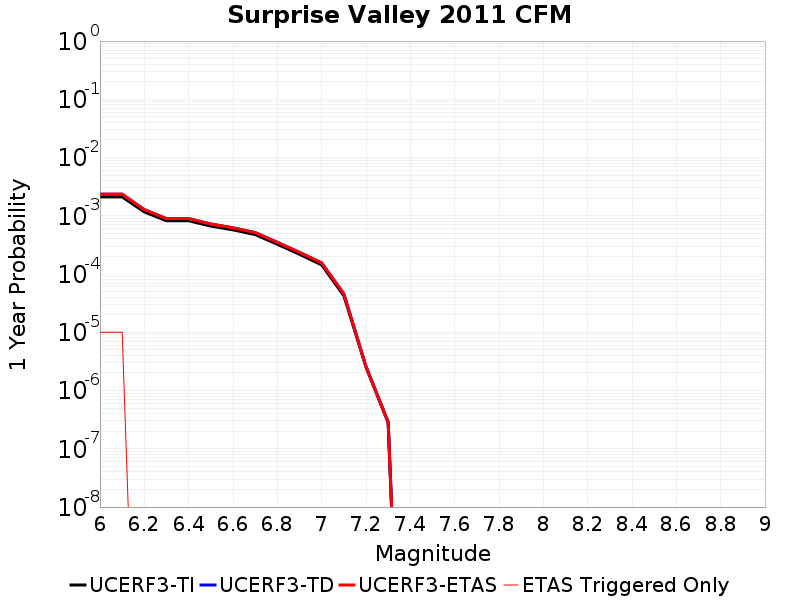 Surprise Valley 2011 CFM
1 Year Probability
10^0
10^-1
10^-2
10^-3
10^-4
10^-5
10^-6
10^-7
10^-8
6 6.2 6.4 6.6 6.8 7 7.2 7.4 7.6 7.8 8 8.2 8.4 8.6 8.8 9
Magnitude
UCERF3-TI UCERF3-TD UCERF3-ETAS ETAS Triggered Only